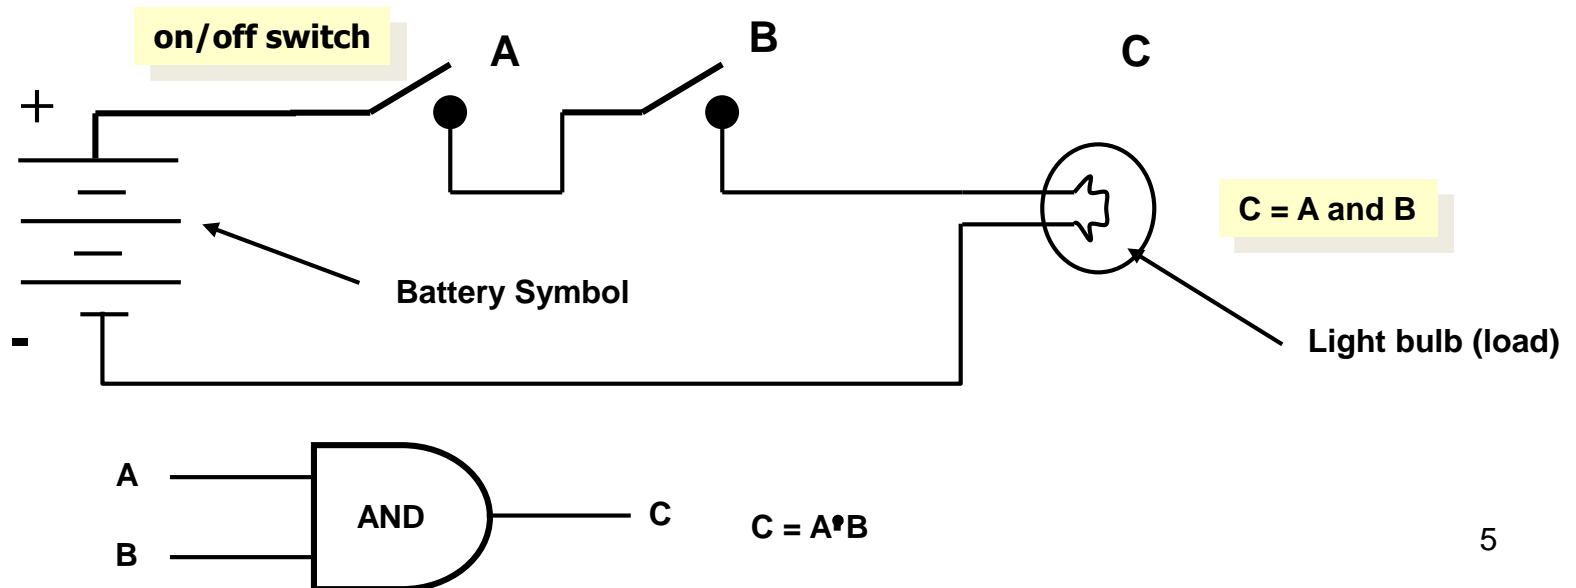 on/off switch
A
B
C
+
C = A and B
Battery Symbol
-
Light bulb (load)
A
AND
C
C = A•B
B
5